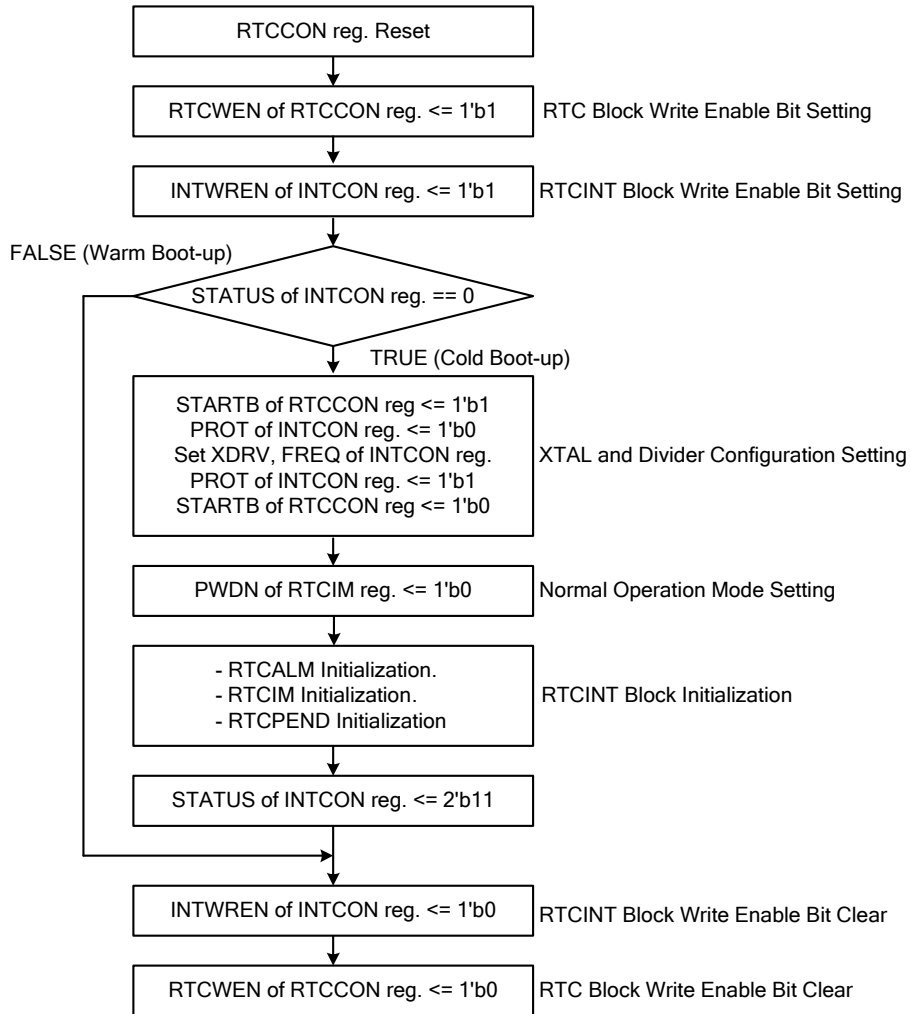 RTCCON reg. Reset
RTCWEN of RTCCON reg. <= 1'b1
RTC Block Write Enable Bit Setting
INTWREN of INTCON reg. <= 1'b1
RTCINT Block Write Enable Bit Setting
FALSE (Warm Boot-up)
STATUS of INTCON reg. == 0
TRUE (Cold Boot-up)
STARTB of RTCCON reg <= 1'b1
PROT of INTCON reg. <= 1'b0
Set XDRV, FREQ of INTCON reg.
PROT of INTCON reg. <= 1'b1
STARTB of RTCCON reg <= 1'b0
XTAL and Divider Configuration Setting
PWDN of RTCIM reg. <= 1'b0
Normal Operation Mode Setting
- RTCALM Initialization.
- RTCIM Initialization.
- RTCPEND Initialization
RTCINT Block Initialization
STATUS of INTCON reg. <= 2'b11
INTWREN of INTCON reg. <= 1'b0
RTCINT Block Write Enable Bit Clear
RTCWEN of RTCCON reg. <= 1'b0
RTC Block Write Enable Bit Clear